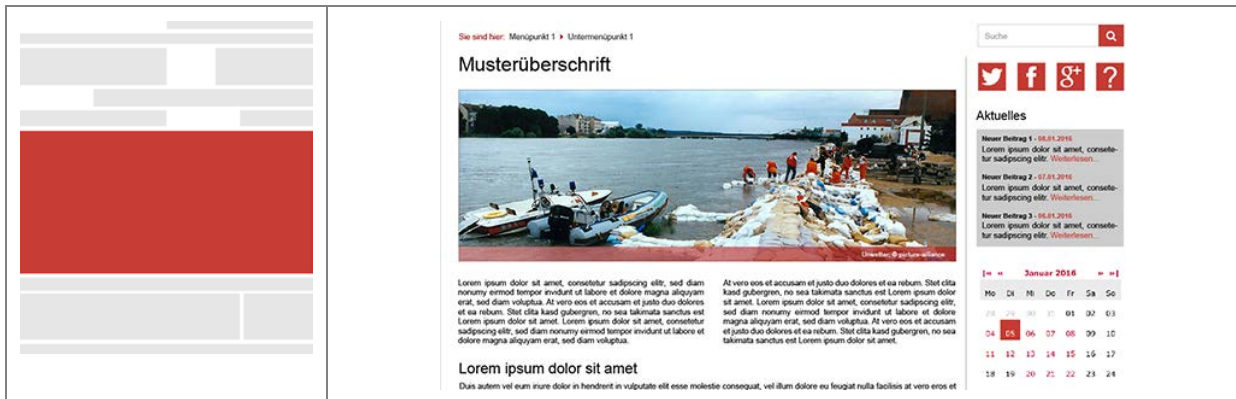 Sie sind hier: Menüpunkt 1 Untermenüpunkt 1
Musterüberschrift
Unwetter; © picture-alliance
Lorem ipsum dolor sit amet, consetetur sadipscing elitr, sed diam
nonumy eirmod tempor invidunt ut labore et dolore magna aliquyam
erat, sed diam voluptua. At vero eos et accusam et justo duo dolores
et ea rebum. Stet clita kasd gubergren, no sea takimata sanctus est
Lorem ipsum dolor sit amet. Lorem ipsum dolor sit amet, consetetur
sadipscing elitr, sed diam nonumy eirmod tempor invidunt ut labore et
dolore magna aliquyam erat, sed diam voluptua.
At vero eos et accusam et justo duo dolores et ea rebum. Stet clita
kasd gubergren, no sea takimata sanctus est Lorem ipsum dolor
sit amet. Lorem ipsum dolor sit amet, consetetur sadipscing elitr,
sed diam nonumy eirmod tempor invidunt ut labore et dolore
magna aliquyam erat, sed diam voluptua. At vero eos et accusam
et justo duo dolores et ea rebum. Stet clita kasd gubergren, no sea
takimata sanctus est Lorem ipsum dolor sit amet.
Lorem ipsum dolor sit amet
Duis autem vel eum iriure dolor in hendrerit in vulputate elit esse molestie consequat, vel illum dolore eu feugiat nulla facilisis at vero eros et
Suche
f g+ ?
Aktuelles
Neuer Beitrag 1 - 08.01.2016
Lorem ipsum dolor sit amet, consete-
tur sadipscing elitr. Weiterlesen...
Neuer Beitrag 2 - 07.01.2016
Lorem ipsum dolor sit amet, consete-
tur sadipscing elitr. Weiterlesen...
Neuer Beitrag 3 - 06.01.2016
Lorem ipsum dolor sit amet, consete-
tur sadipscing elitr. Weiterlesen...
|« « Januar 2016 » »|
Mo Di Mi Do Fr Sa So
28 29 30 31 01 02 03
04 05 06 07 08 09 10
11 12 13 14 15 16 17
18 19 20 21 22 23 24